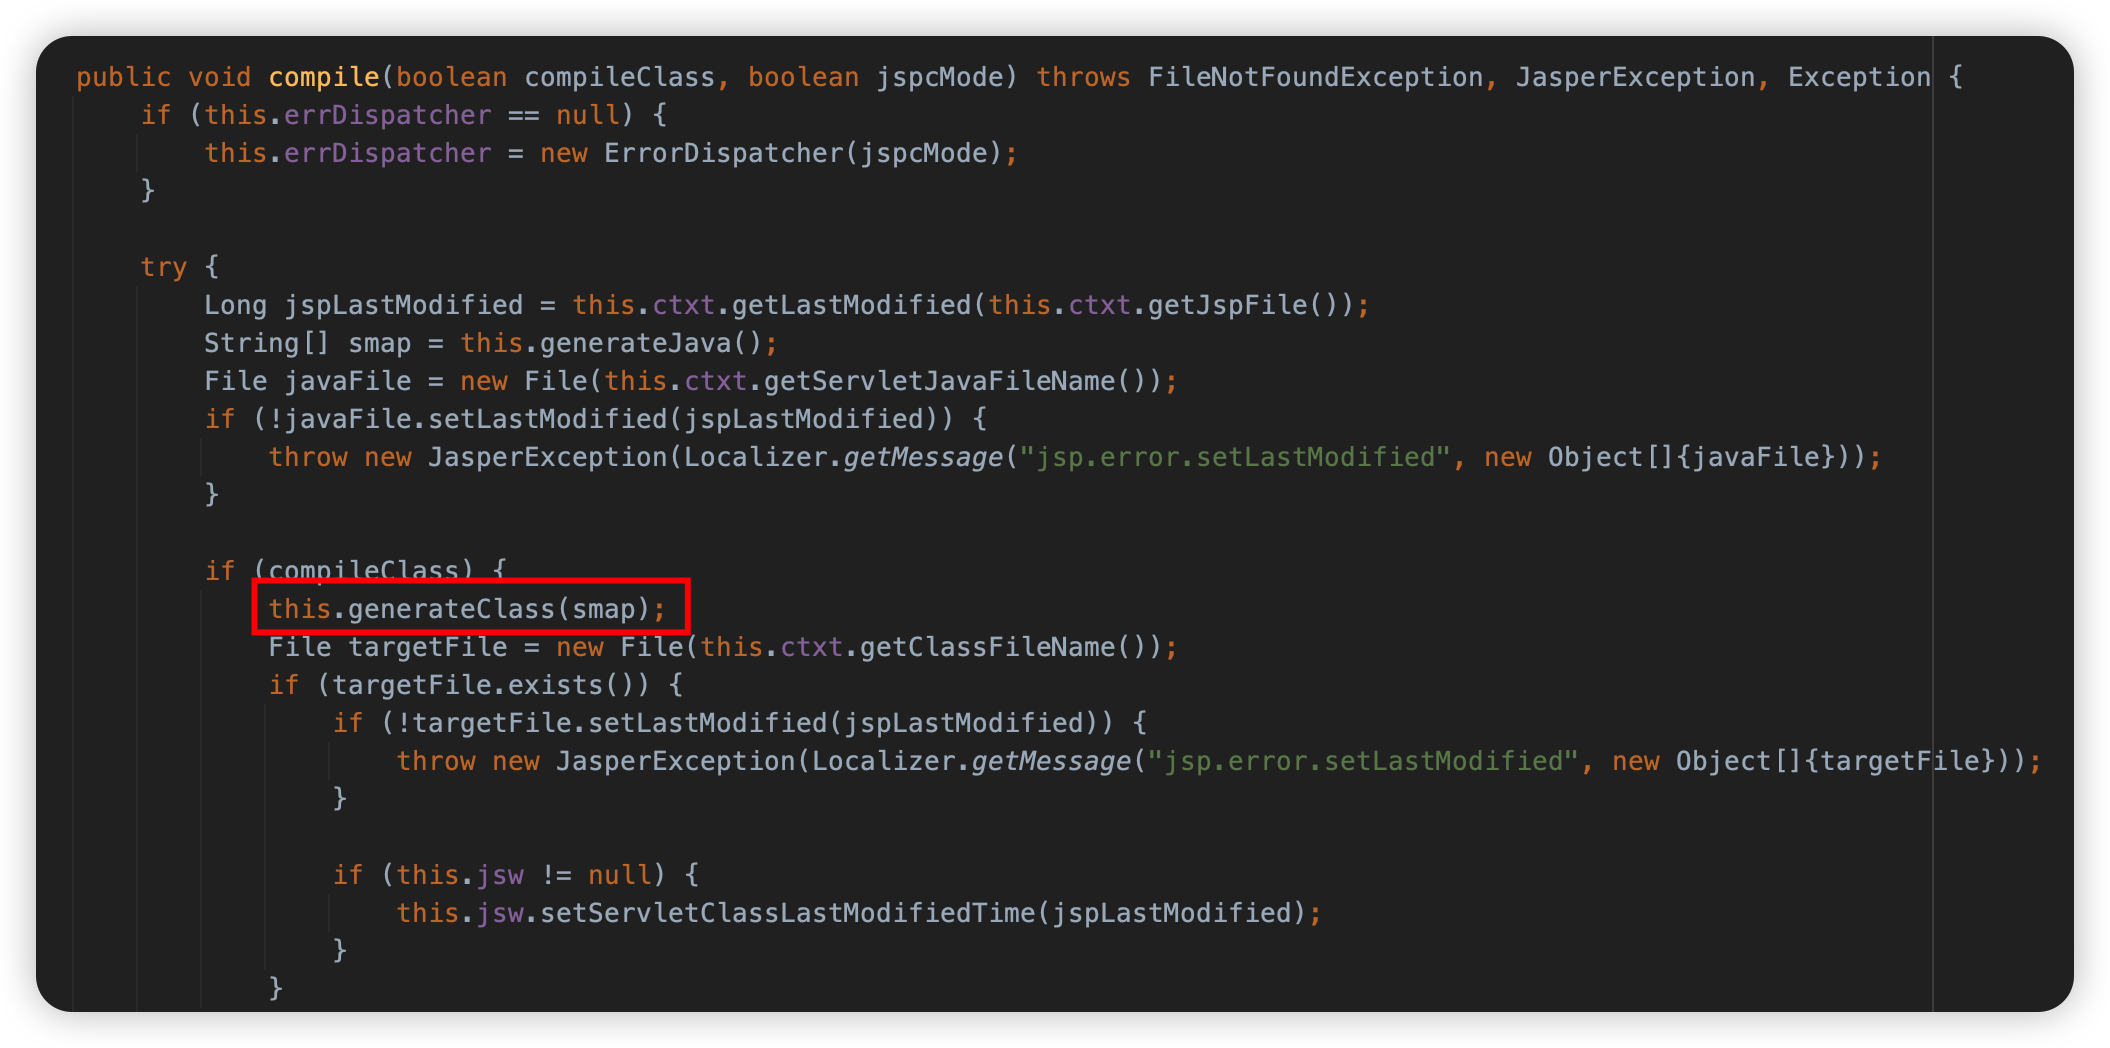 public void compile(boolean compileClass, boolean jspcMode) throws FileNotFoundException, JasperException, Exception {
if (this.errDispatcher == null) {
this.errDispatcher = new ErrorDispatcher(jspcMode);
}
try {
Long jspLastModified = this.ctxt.getLastModified(this.ctxt.getJspFile());
String[] smap = this.generateJava();
File javaFile = new File(this.ctxt.getServletJavaFileName());
if (!javaFile.setLastModified(jspLastModified)) {
throw new JasperException(Localizer.getMessage("jsp.error.setLastModified", new Object[]{javaFile}));
}
if (compileClass) {
this.generateClass(smap);
File targetFile = new File(this.ctxt.getClassFileName());
if (targetFile.exists()) {
if (!targetFile.setLastModified(jspLastModified)) {
throw new JasperException(Localizer.getMessage("jsp.error.setLastModified", new Object[]{targetFile}));
}
if (this.jsw != null) {
this.jsw.setServletClassLastModifiedTime(jspLastModified);
}
}